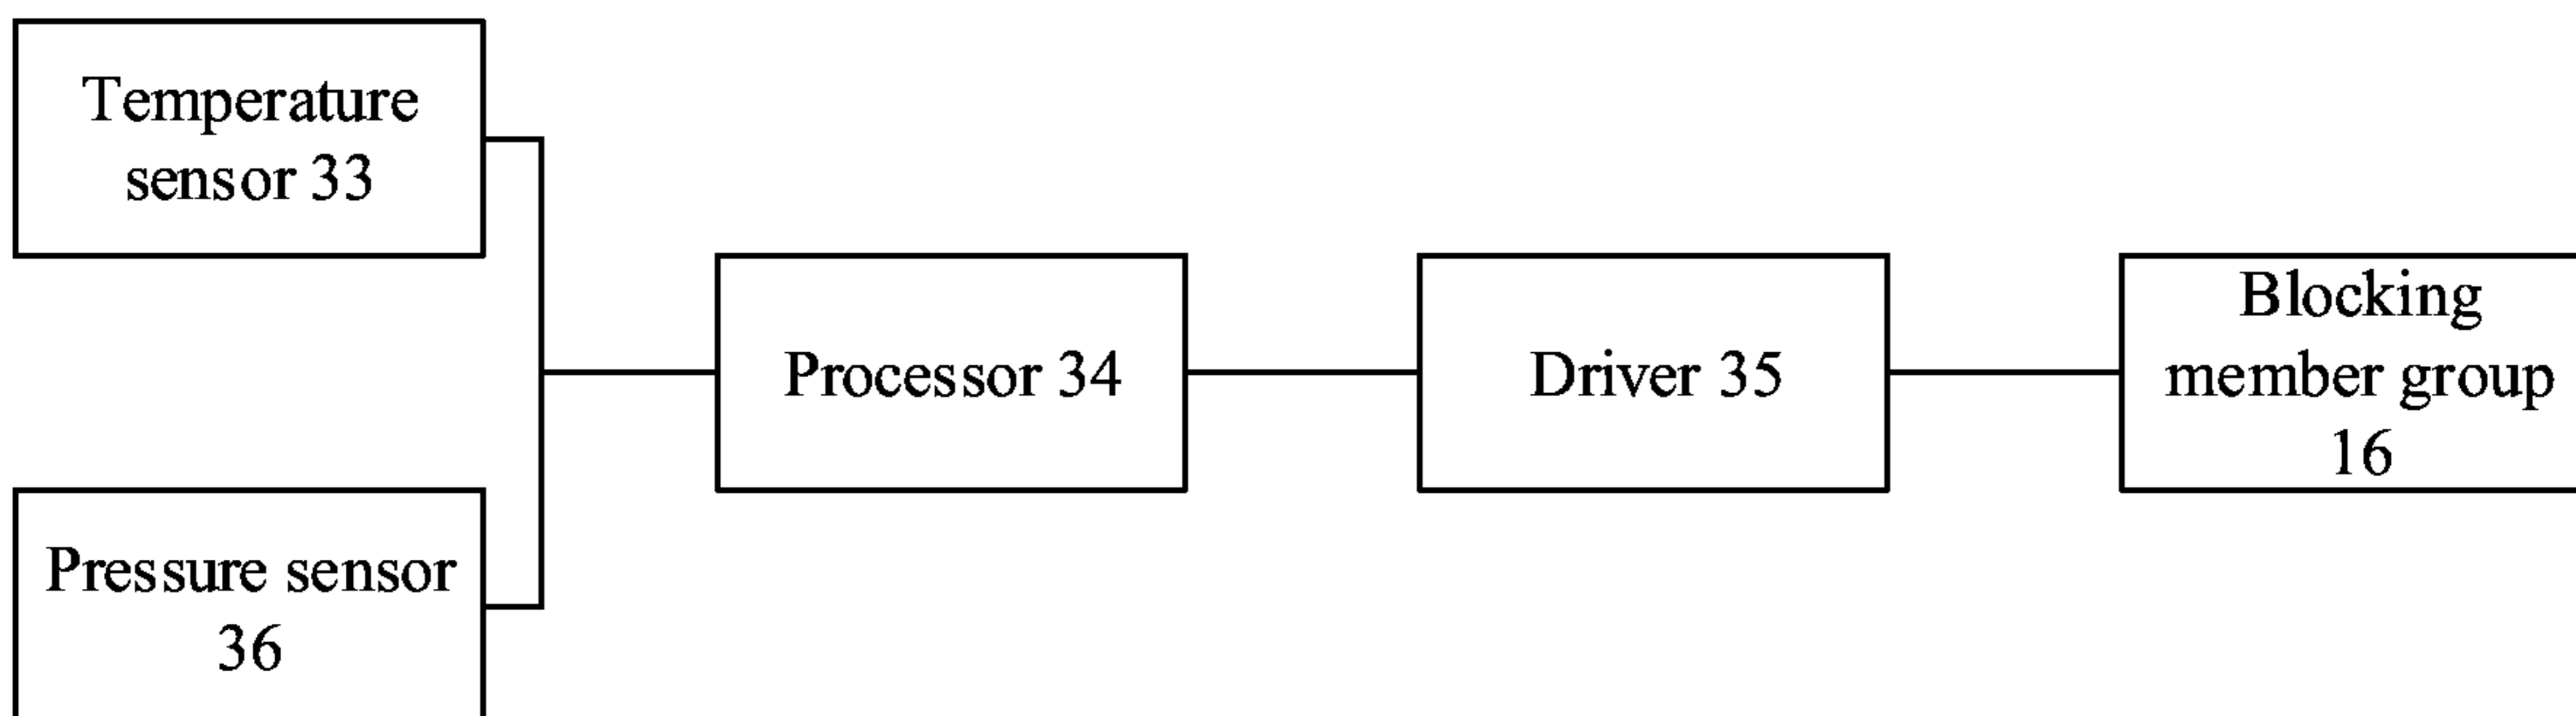 Temperature
sensor 33
Pressure sensor
36
Processor 34
Driver 35
Blocking
member group
16